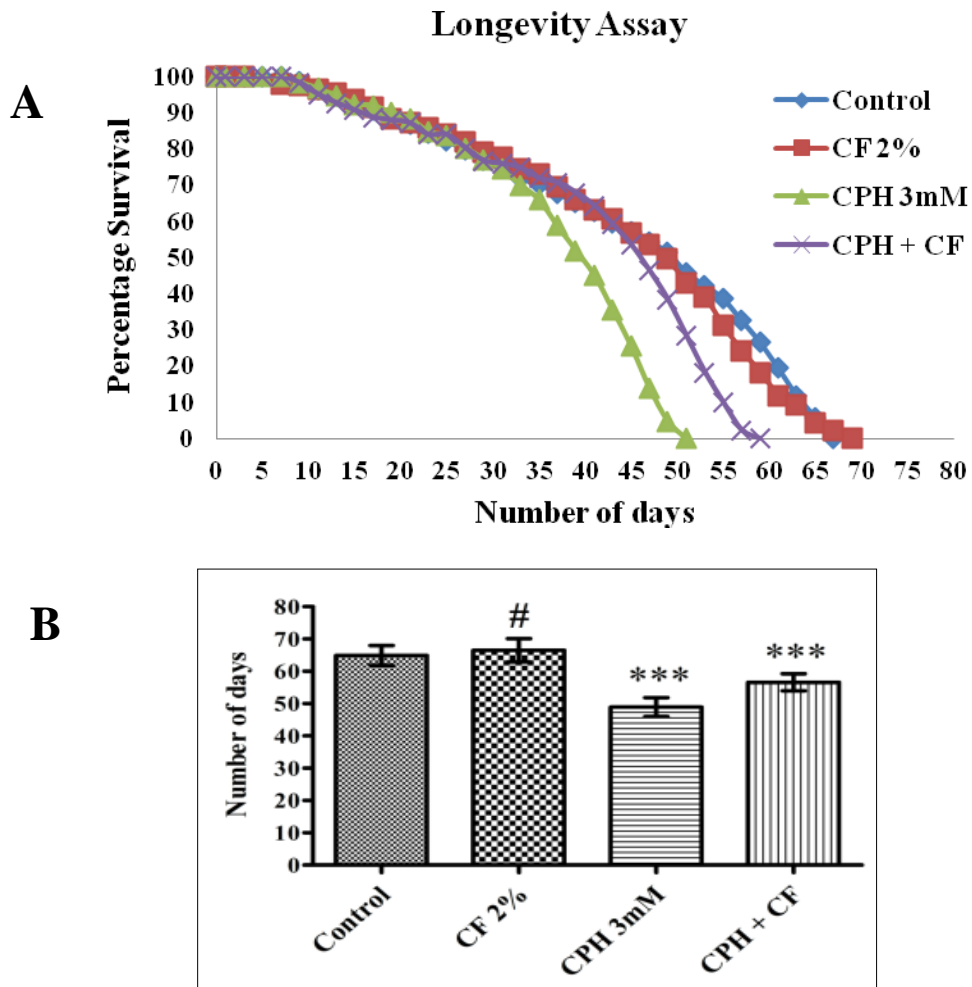 Longevity Assay
A
Percentage Survival
100
90
80
70
60
50
40
30
20
10
0
Control
CF 2%
CPH 3mM
CPH + CF
0 5 10 15 20 25 30 35 40 45 50 55 60 65 70 75 80
Number of days
B
Number of days
80
70
60
50
40
30
20
10
0
#
***
***
Control
CF 2%
CPH 3mM
CPH + CF